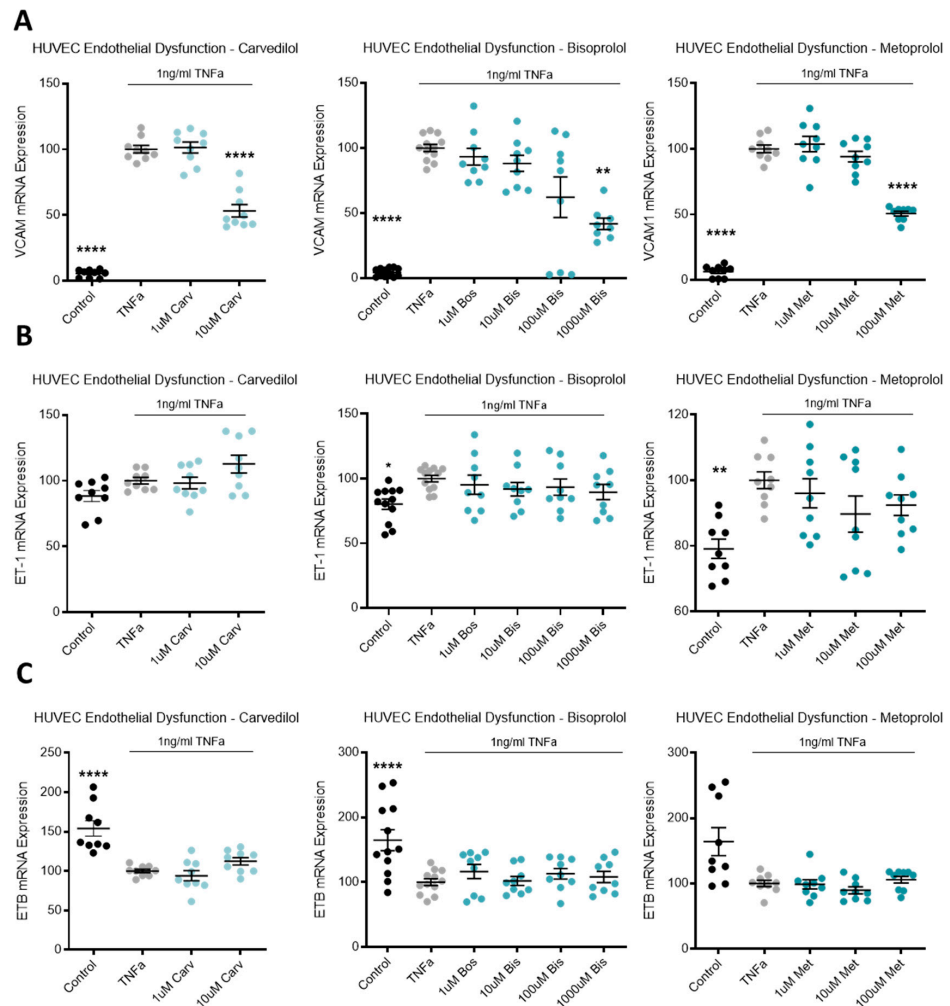 A
HUVEC Endothelial Dysfunction - Carvedilol
1ng/ml TNFa
VCAM mRNA Expression
150
100
50
0
****
****
Control
TNFa
1uM Carv
10uM Carv
HUVEC Endothelial Dysfunction - Bisoprolol
1ng/ml TNFa
VCAM mRNA Expression
150
100
50
0
****
**
Control
TNFa
1uM Bos
10uM Bis
100uM Bis
1000uM Bis
HUVEC Endothelial Dysfunction - Metoprolol
1ng/ml TNFa
VCAM 1 mRNA Expression
150
100
50
0
****
****
Control
TNFa
1uM Met
10uM Met
100uM Met
B
HUVEC Endothelial Dysfunction - Carvedilol
1ng/ml TNFa
ET-1 mRNA Expression
150
100
50
0
Control
TNFa
1uM Carv
10uM Carv
HUVEC Endothelial Dysfunction - Bisoprolol
1ng/ml TNFa
ET-1 mRNA Expression
150
100
50
0
*
Control
TNFa
1uM Bos
10uM Bis
100uM Bis
1000uM Bis
HUVEC Endothelial Dysfunction - Metoprolol
1ng/ml TNFa
ET-1 mRNA Expression
120
100
80
60
**
Control
TNFa
1uM Met
10uM Met
100uM Met
C
HUVEC Endothelial Dysfunction - Carvedilol
1ng/ml TNFa
ETB mRNA Expression
250
200
150
100
50
0
****
Control
TNFa
1uM Carv
10uM Carv
HUVEC Endothelial Dysfunction - Bisoprolol
1ng/ml TNFa
ETB mRNA Expression
300
200
100
0
****
Control
TNFa
1uM Bos
10uM Bis
100uM Bis
1000uM Bis
HUVEC Endothelial Dysfunction - Metoprolol
1ng/ml TNFa
ETB mRNA Expression
300
200
100
0
Control
TNFa
1uM Met
10uM Met
100uM Met